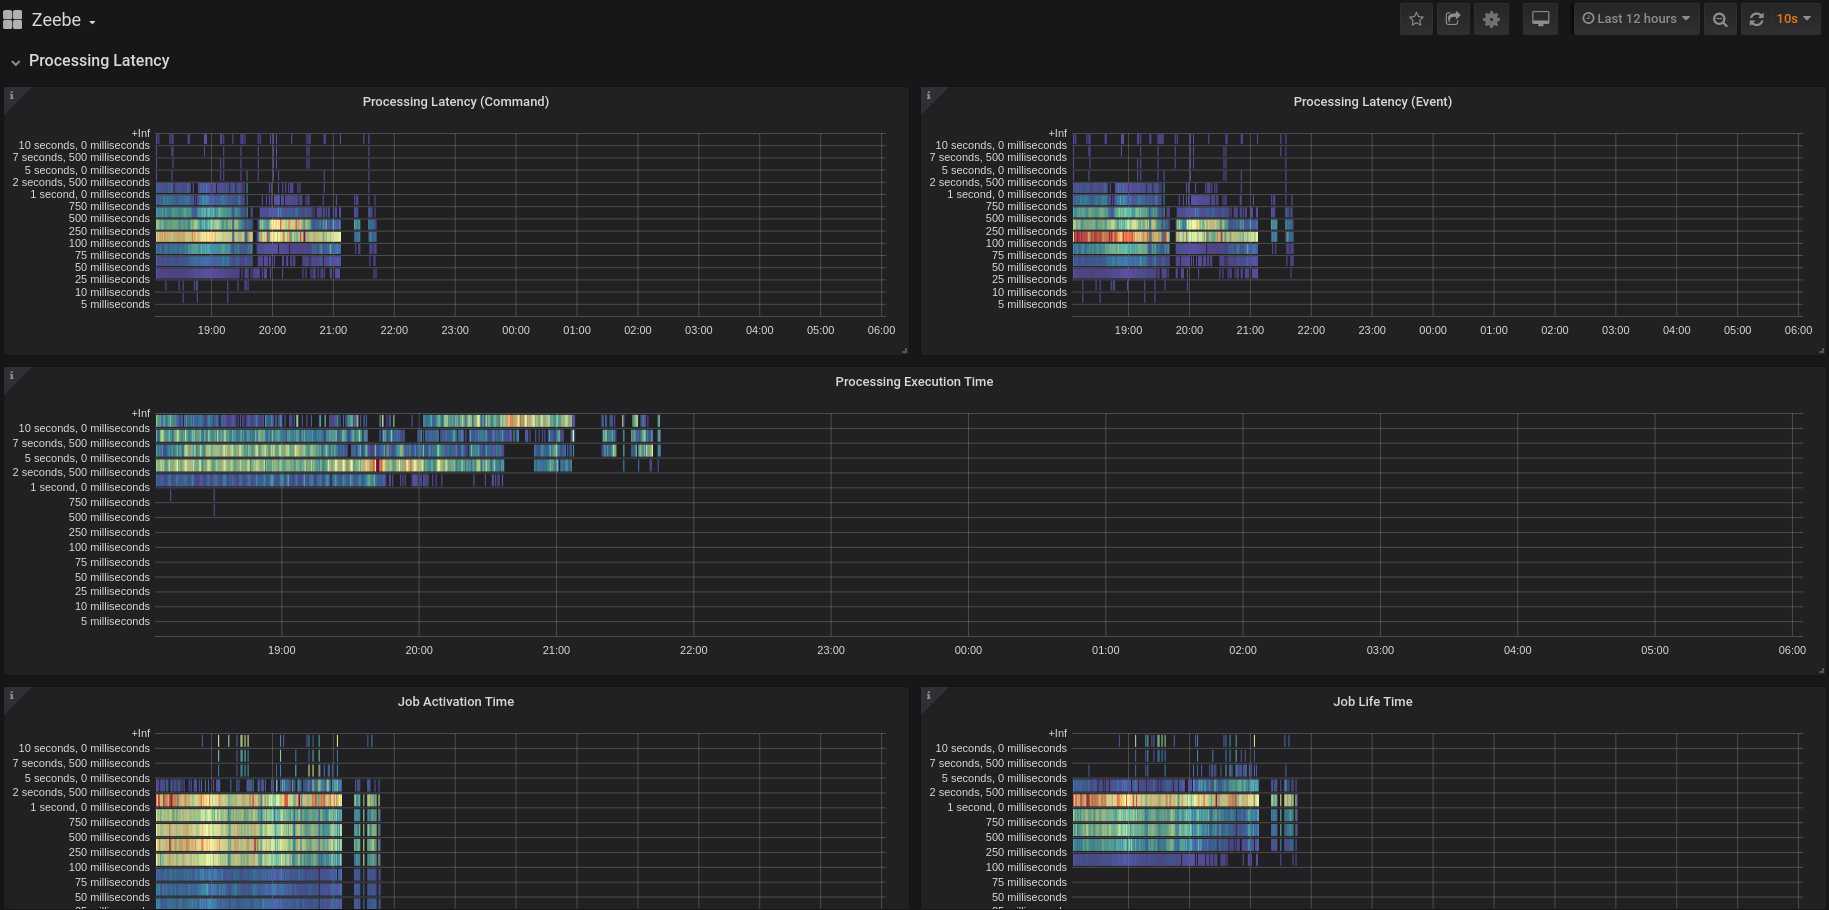 Zeebe
Last 12 hours
10s
Processing Latency
Processing Latency (Command)
+Inf
10 seconds, 0 milliseconds
7 seconds, 500 milliseconds
5 seconds, 0 milliseconds
2 seconds, 500 milliseconds
1 second, 0 milliseconds
750 milliseconds
500 milliseconds
250 milliseconds
100 milliseconds
75 milliseconds
50 milliseconds
25 milliseconds
10 milliseconds
5 milliseconds
19:00 20:00 21:00 22:00 23:00 00:00 01:00 02:00 03:00 04:00 05:00 06:00
Processing Latency (Event)
+Inf
10 seconds, 0 milliseconds
7 seconds, 500 milliseconds
5 seconds, 0 milliseconds
2 seconds, 500 milliseconds
1 second, 0 milliseconds
750 milliseconds
500 milliseconds
250 milliseconds
100 milliseconds
75 milliseconds
50 milliseconds
25 milliseconds
10 milliseconds
5 milliseconds
19:00 20:00 21:00 22:00 23:00 00:00 01:00 02:00 03:00 04:00 05:00 06:00
Processing Execution Time
+Inf
10 seconds, 0 milliseconds
7 seconds, 500 milliseconds
5 seconds, 0 milliseconds
2 seconds, 500 milliseconds
1 second, 0 milliseconds
750 milliseconds
500 milliseconds
250 milliseconds
100 milliseconds
75 milliseconds
50 milliseconds
25 milliseconds
10 milliseconds
5 milliseconds
19:00 20:00 21:00 22:00 23:00 00:00 01:00 02:00 03:00 04:00 05:00 06:00
Job Activation Time
+Inf
10 seconds, 0 milliseconds
7 seconds, 500 milliseconds
5 seconds, 0 milliseconds
2 seconds, 500 milliseconds
1 second, 0 milliseconds
750 milliseconds
500 milliseconds
250 milliseconds
100 milliseconds
75 milliseconds
50 milliseconds
Job Life Time
+Inf
10 seconds, 0 milliseconds
7 seconds, 500 milliseconds
5 seconds, 0 milliseconds
2 seconds, 500 milliseconds
1 second, 0 milliseconds
750 milliseconds
500 milliseconds
250 milliseconds
100 milliseconds
75 milliseconds
50 milliseconds